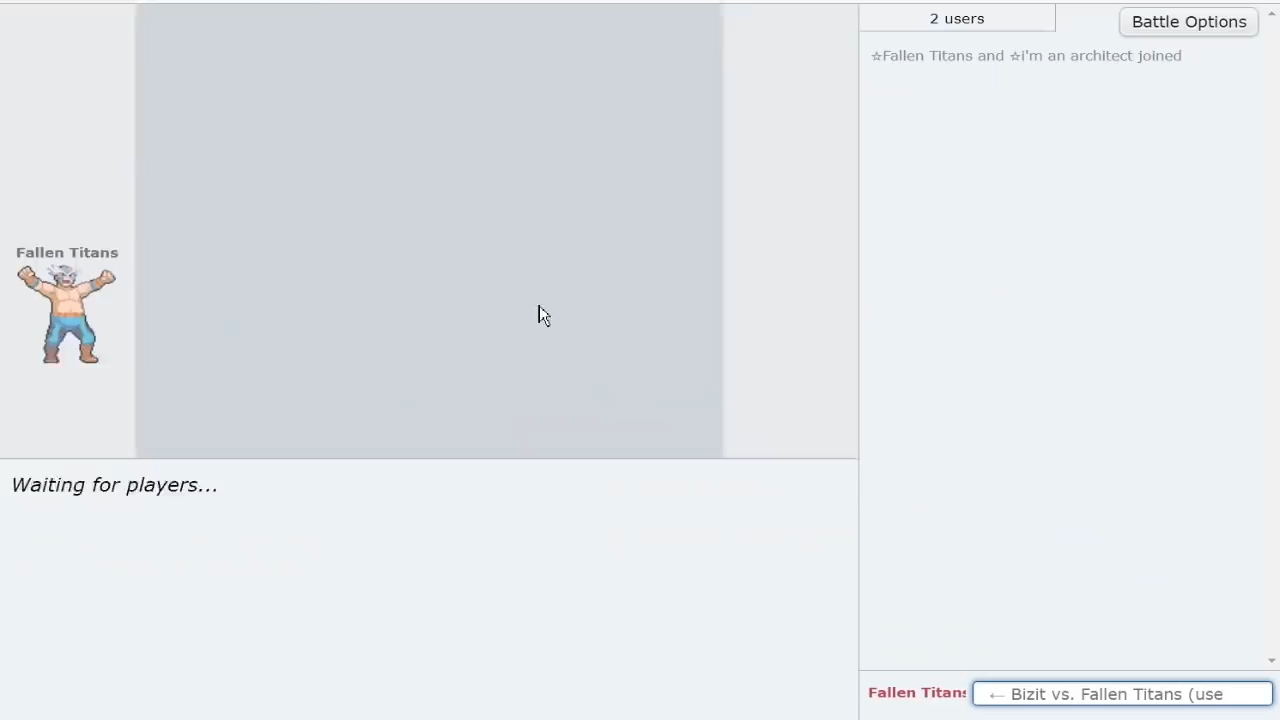 2 users
Battle Options
☆Fallen Titans and ☆i'm an architect joined
Fallen Titans
Waiting for players...
Fallen Titans
← Bizit vs. Fallen Titans (use